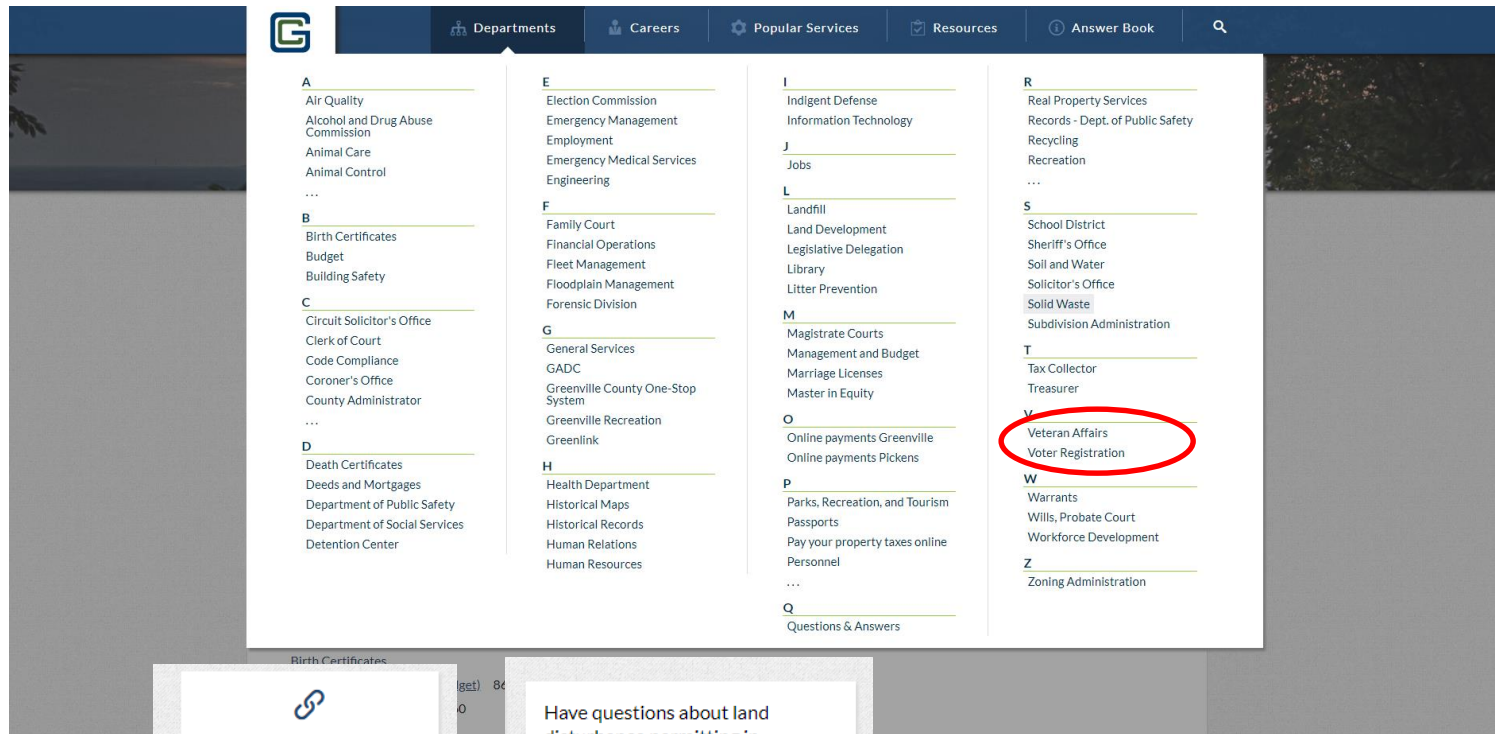 Departments
Careers
Popular Services
Resources
Answer Book
A
Air Quality
Alcohol and Drug Abuse
Commission
Animal Care
Animal Control
...
B
Birth Certificates
Budget
Building Safety
C
Circuit Solicitor's Office
Clerk of Court
Code Compliance
Coroner's Office
County Administrator
...
D
Death Certificates
Deeds and Mortgages
Department of Public Safety
Department of Social Services
Detention Center
E
Election Commission
Emergency Management
Employment
Emergency Medical Services
Engineering
F
Family Court
Financial Operations
Fleet Management
Floodplain Management
Forensic Division
G
General Services
GADC
Greenville County One-Stop
System
Greenville Recreation
Greenlink
H
Health Department
Historical Maps
Historical Records
Human Relations
Human Resources
I
Indigent Defense
Information Technology
J
Jobs
L
Landfill
Land Development
Legislative Delegation
Library
Litter Prevention
M
Magistrate Courts
Management and Budget
Marriage Licenses
Master in Equity
O
Online payments Greenville
Online payments Pickens
P
Parks, Recreation, and Tourism
Passports
Pay your property taxes online
Personnel
...
Q
Questions & Answers
R
Real Property Services
Records - Dept. of Public Safety
Recycling
Recreation
...
S
School District
Sheriff's Office
Soil and Water
Solicitor's Office
Solid Waste
Subdivision Administration
T
Tax Collector
Treasurer
V
Veteran Affairs
Voter Registration
W
Warrants
Wills, Probate Court
Workforce Development
Z
Zoning Administration
Birth Certificates
Have questions about land